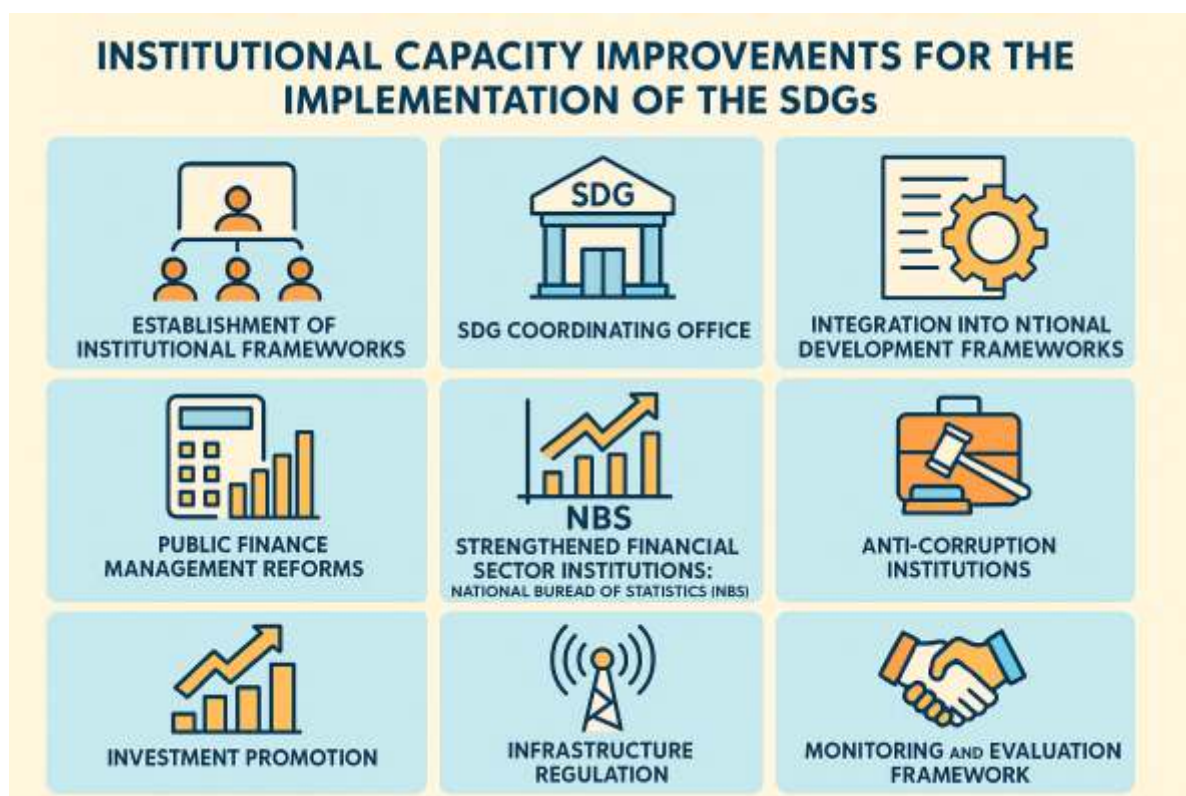 INSTITUTIONAL CAPACITY IMPROVEMENTS FOR THE
IMPLEMENTATION OF THE SDGs
ESTABLISHMENT OF
INSTITUTIONAL FRAMEWVORKS
SDG
SDG COORDINATING OFFICE
INTEGRATION INTO NTIONAL
DEVELOPMENT FRAMEWVORKS
PUBLIC FINANCE
MANAGEMENT REFORMS
NBS
STRENGTHENED FINANCIAL
SECTOR INSTITUTIONS:
NATIONAL BUREAD OF STATISTICS (NBS)
ANTI-CORRUPTION
INSTITUTIONS
INVESTMENT PROMOTION
INFRASTRUCTURE
REGULATION
MONITORING AND EVALUATION
FRAMEWORK